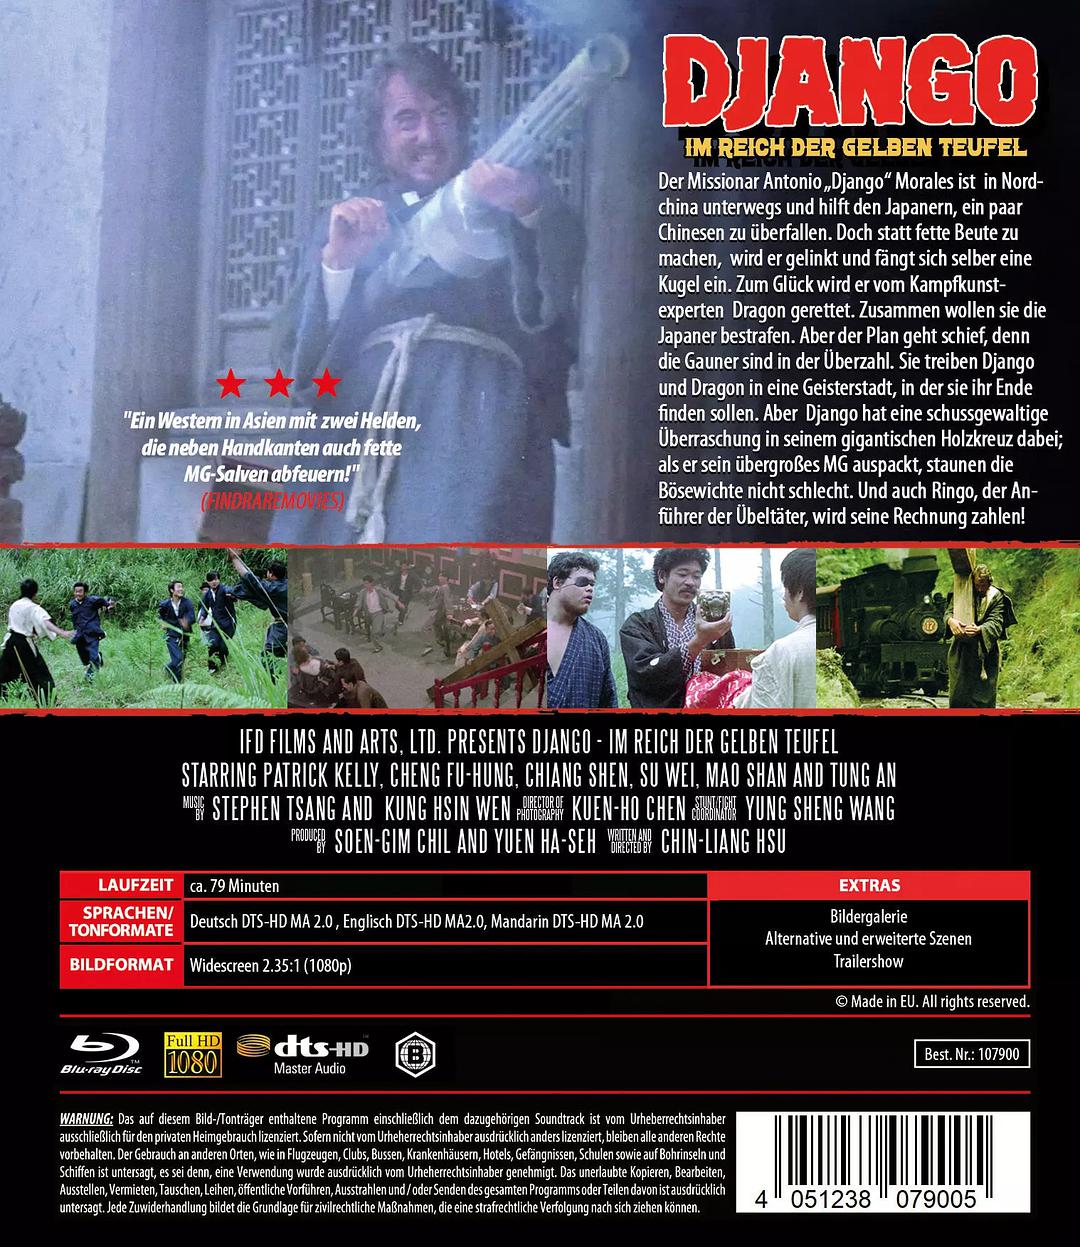 DJANGO
IM REICH DER GELBEN TEUFEL
Der Missionar Antonio „Django“ Morales ist in Nord-
china unterwegs und hilft den Japanern, ein paar
Chinesen zu überfallen. Doch statt fette Beute zu
machen, wird er gelinkt und fängt sich selber eine
Kugel ein. Zum Glück wird er vom Kampfkunst-
experten Dragon gerettet. Zusammen wollen sie die
Japaner bestrafen. Aber der Plan geht schief, denn
die Gauner sind in der Überzahl. Sie treiben Django
und Dragon in eine Geisterstadt, in der sie ihr Ende
finden sollen. Aber Django hat eine schussgewaltige
Überraschung in seinem gigantischen Holzkreuz dabei;
als er sein übergroßes MG auspackt, staunen die
Bösewichte nicht schlecht. Und auch Ringo, der An-
führer der Übeltäter, wird seine Rechnung zahlen!
"Ein Western in Asien mit zwei Helden,
die neben Handkanten auch fette
MG-Salven abfeuern!"
(FINDRAREMOVIES)
17
IFD FILMS AND ARTS, LTD. PRESENTS DJANGO - IM REICH DER GELBEN TEUFEL
STARRING PATRICK KELLY, CHENG FU-HUNG, CHIANG SHEN, SU WEI, MAO SHAN AND TUNG AN
MUSIC BY STEPHEN TSANG AND KUNG HSIN WEN DIRECTOR OF PHOTOGRAPHY KUEN-HO CHEN STUNT/FIGHT COORDINATOR YUNG SHENG WANG
PRODUCED BY SOEN-GIM CHIL AND YUEN HA-SEH WRITTEN AND DIRECTED BY CHIN-LIANG HSU
LAUFZEIT ca. 79 Minuten
SPRACHEN/
TONFORMATE Deutsch DTS-HD MA 2.0 , Englisch DTS-HD MA2.0, Mandarin DTS-HD MA 2.0
BILDFORMAT Widescreen 2.35:1 (1080p)
EXTRAS
Bildergalerie
Alternative und erweiterte Szenen
Trailershow
© Made in EU. All rights reserved.
Blu-ray Disc™
Full HD
1080
dts-HD™
Master Audio
B
Best. Nr.: 107900
WARNUNG: Das auf diesem Bild-/Tonträger enthaltene Programm einschließlich dem dazugehörigen Soundtrack ist vom Urheberrechtsinhaber
ausschließlich für den privaten Heimgebrauch lizenziert. Sofern nicht vom Urheherrechtsinhaber ausdrücklich anders lizenziert, bleiben alle anderen Rechte
vorbehalten. Der Gebrauch an anderen Orten, wie in Flugzeugen, Clubs, Bussen, Krankenhäusern, Hotels, Gefängnissen, Schulen sowie auf Bohrinseln und
Schiffen ist untersagt, es sei denn, eine Verwendung wurde ausdrücklich vom Urheherrechtsinhaber genehmigt. Das unerlaubte Kopieren, Bearbeiten,
Ausstellen, Vermieten, Tauschen, Leihen, öffentliche Vorführen, Ausstrahlen und / oder Senden des gesamten Programms oder Teilen davon ist ausdrücklich
untersagt. Jede Zuwiderhandlung bildet die Grundlage für zivilrechtliche Maßnahmen, die eine strafrechtliche Verfolgung nach sich ziehen können.
4 051238 079005